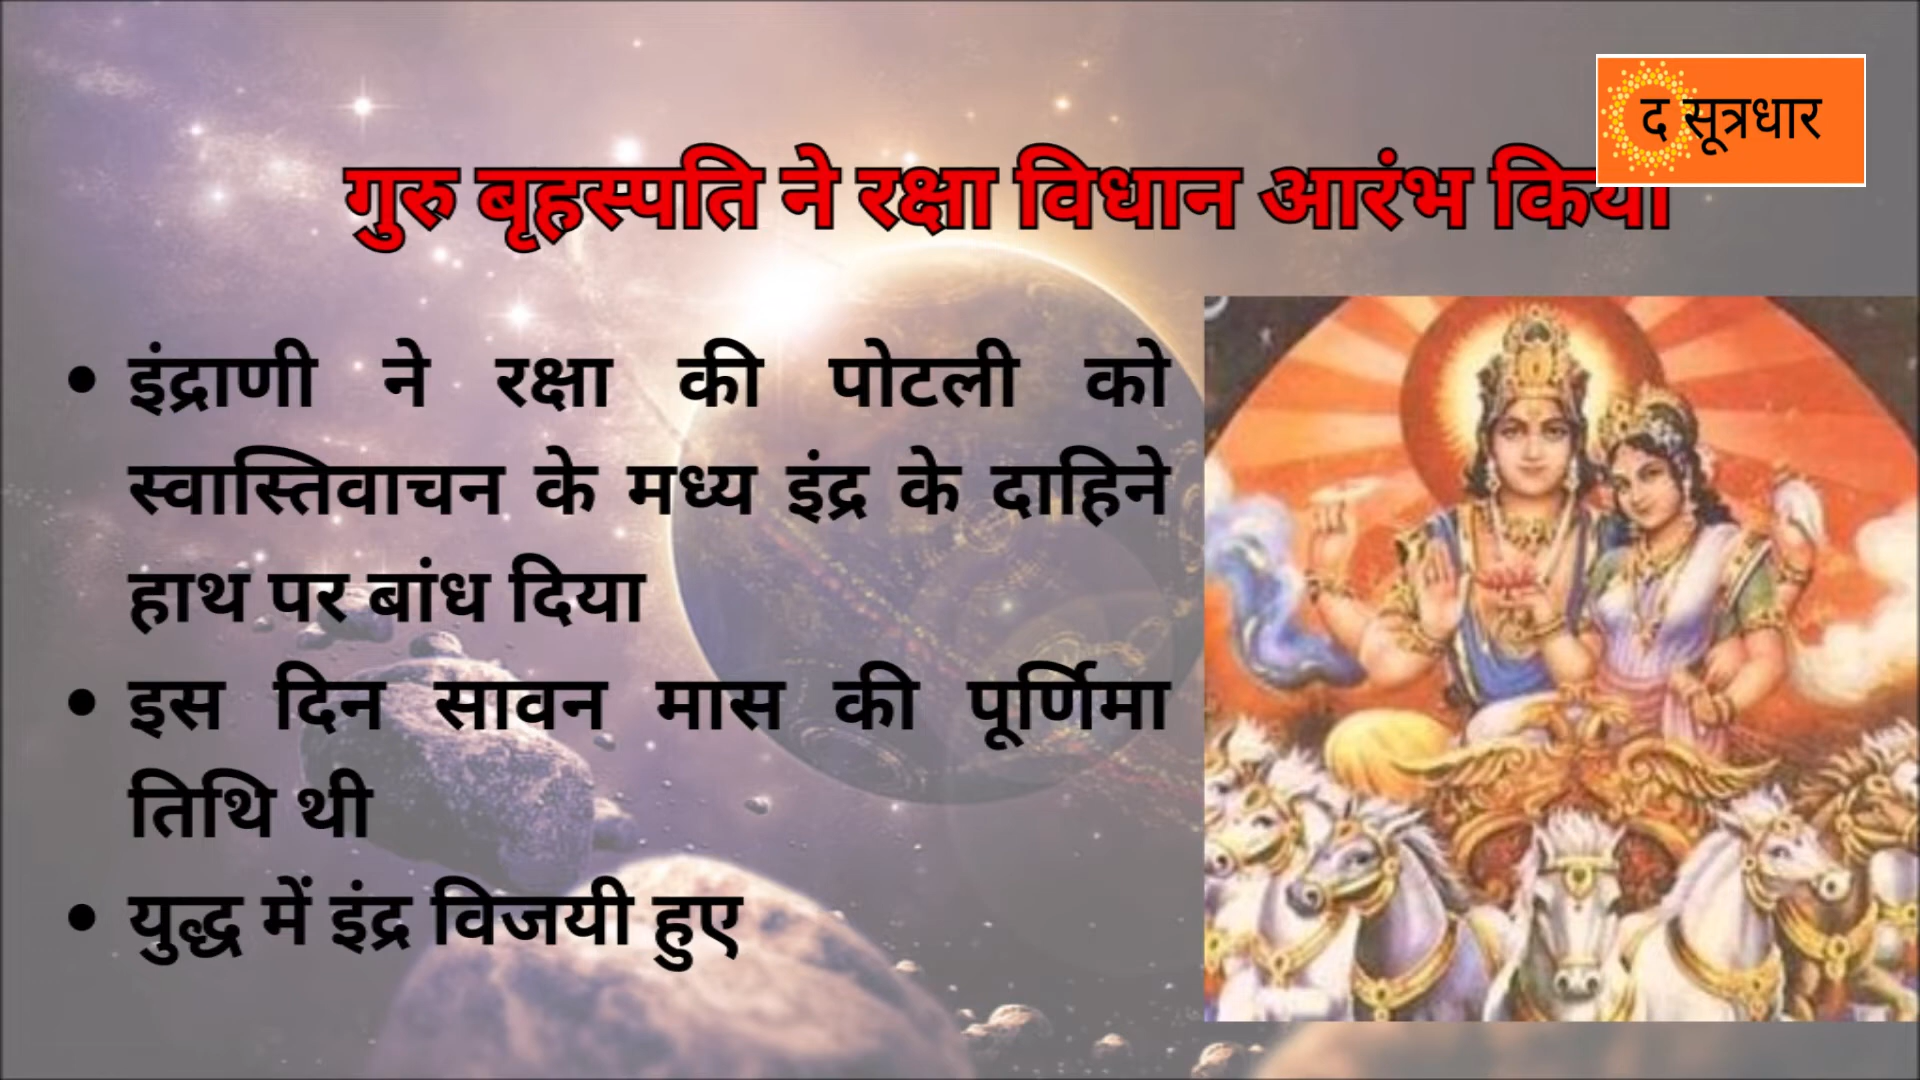 द सूत्रधार
गुरु बृहस्पति ने रक्षा विधान आरंभ किया
• इंद्राणी ने रक्षा की पोटली को
स्वास्तिवाचन के मध्य इंद्र के दाहिने
हाथ पर बांध दिया
• इस दिन सावन मास की पूर्णिमा
तिथि थी
• युद्ध में इंद्र विजयी हुए